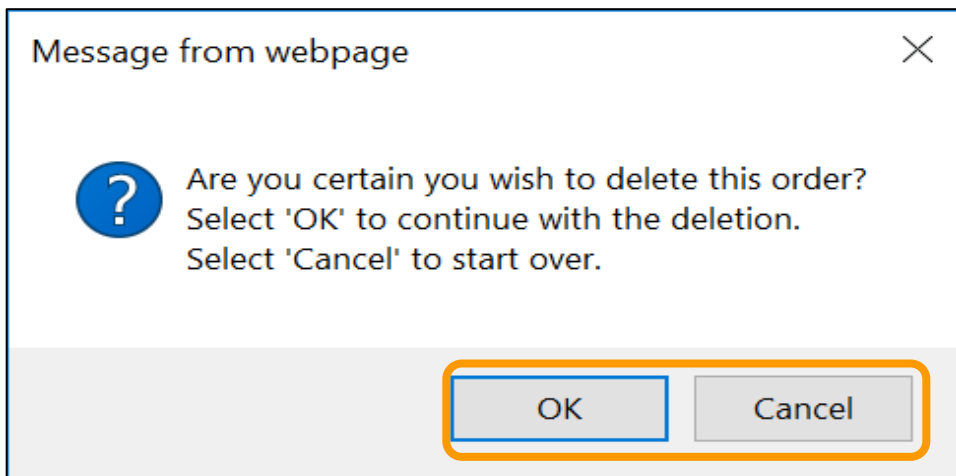 Message from webpage
Are you certain you wish to delete this order?
Select 'OK' to continue with the deletion.
Select 'Cancel' to start over.
OK
Cancel